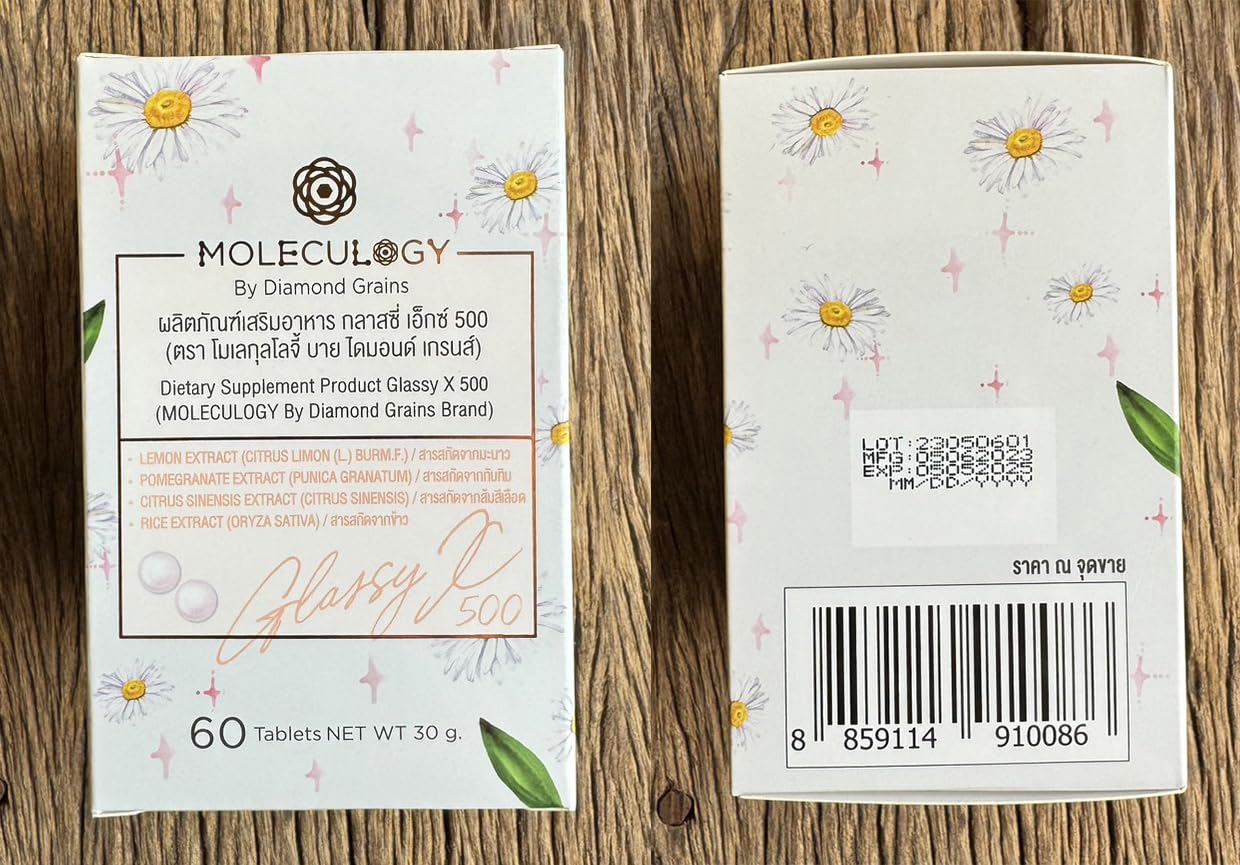 MOLECULOGY
By Diamond Grains
ผลิตภัณฑ์เสริมอาหาร กลาสซี่ เอ็กซ์ 500
(ตรา โมเลกุลโลจี้ บาย ไดมอนด์ เกรนส์)
Dietary Supplement Product Glassy X 500
(MOLECULOGY By Diamond Grains Brand)
• LEMON EXTRACT (CITRUS LIMON (L.) BURM.F.) / สารสกัดจากมะนาว
• POMEGRANATE EXTRACT (PUNICA GRANATUM) / สารสกัดจากทับทิม
• CITRUS SINENSIS EXTRACT (CITRUS SINENSIS) / สารสกัดจากส้มสีเลือด
• RICE EXTRACT (ORYZA SATIVA) / สารสกัดจากข้าว
Glassy X
500
60 Tablets NET WT 30 g.
LOT:23050601
MFG:05062023
EXP:05052025
MM/DD/YYYY
ราคา ณ จุดขาย
8 859114 910086